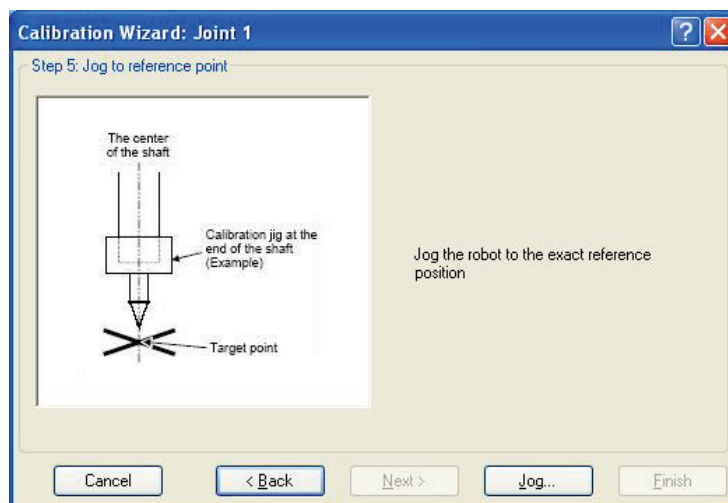 Calibration Wizard: Joint 1
Step 5: Jog to reference point
The center
of the shaft
Calibration jig at the
end of the shaft
(Example)
Target point
Jog the robot to the exact reference
position
Cancel
< Back
Next >
Jog...
Finish